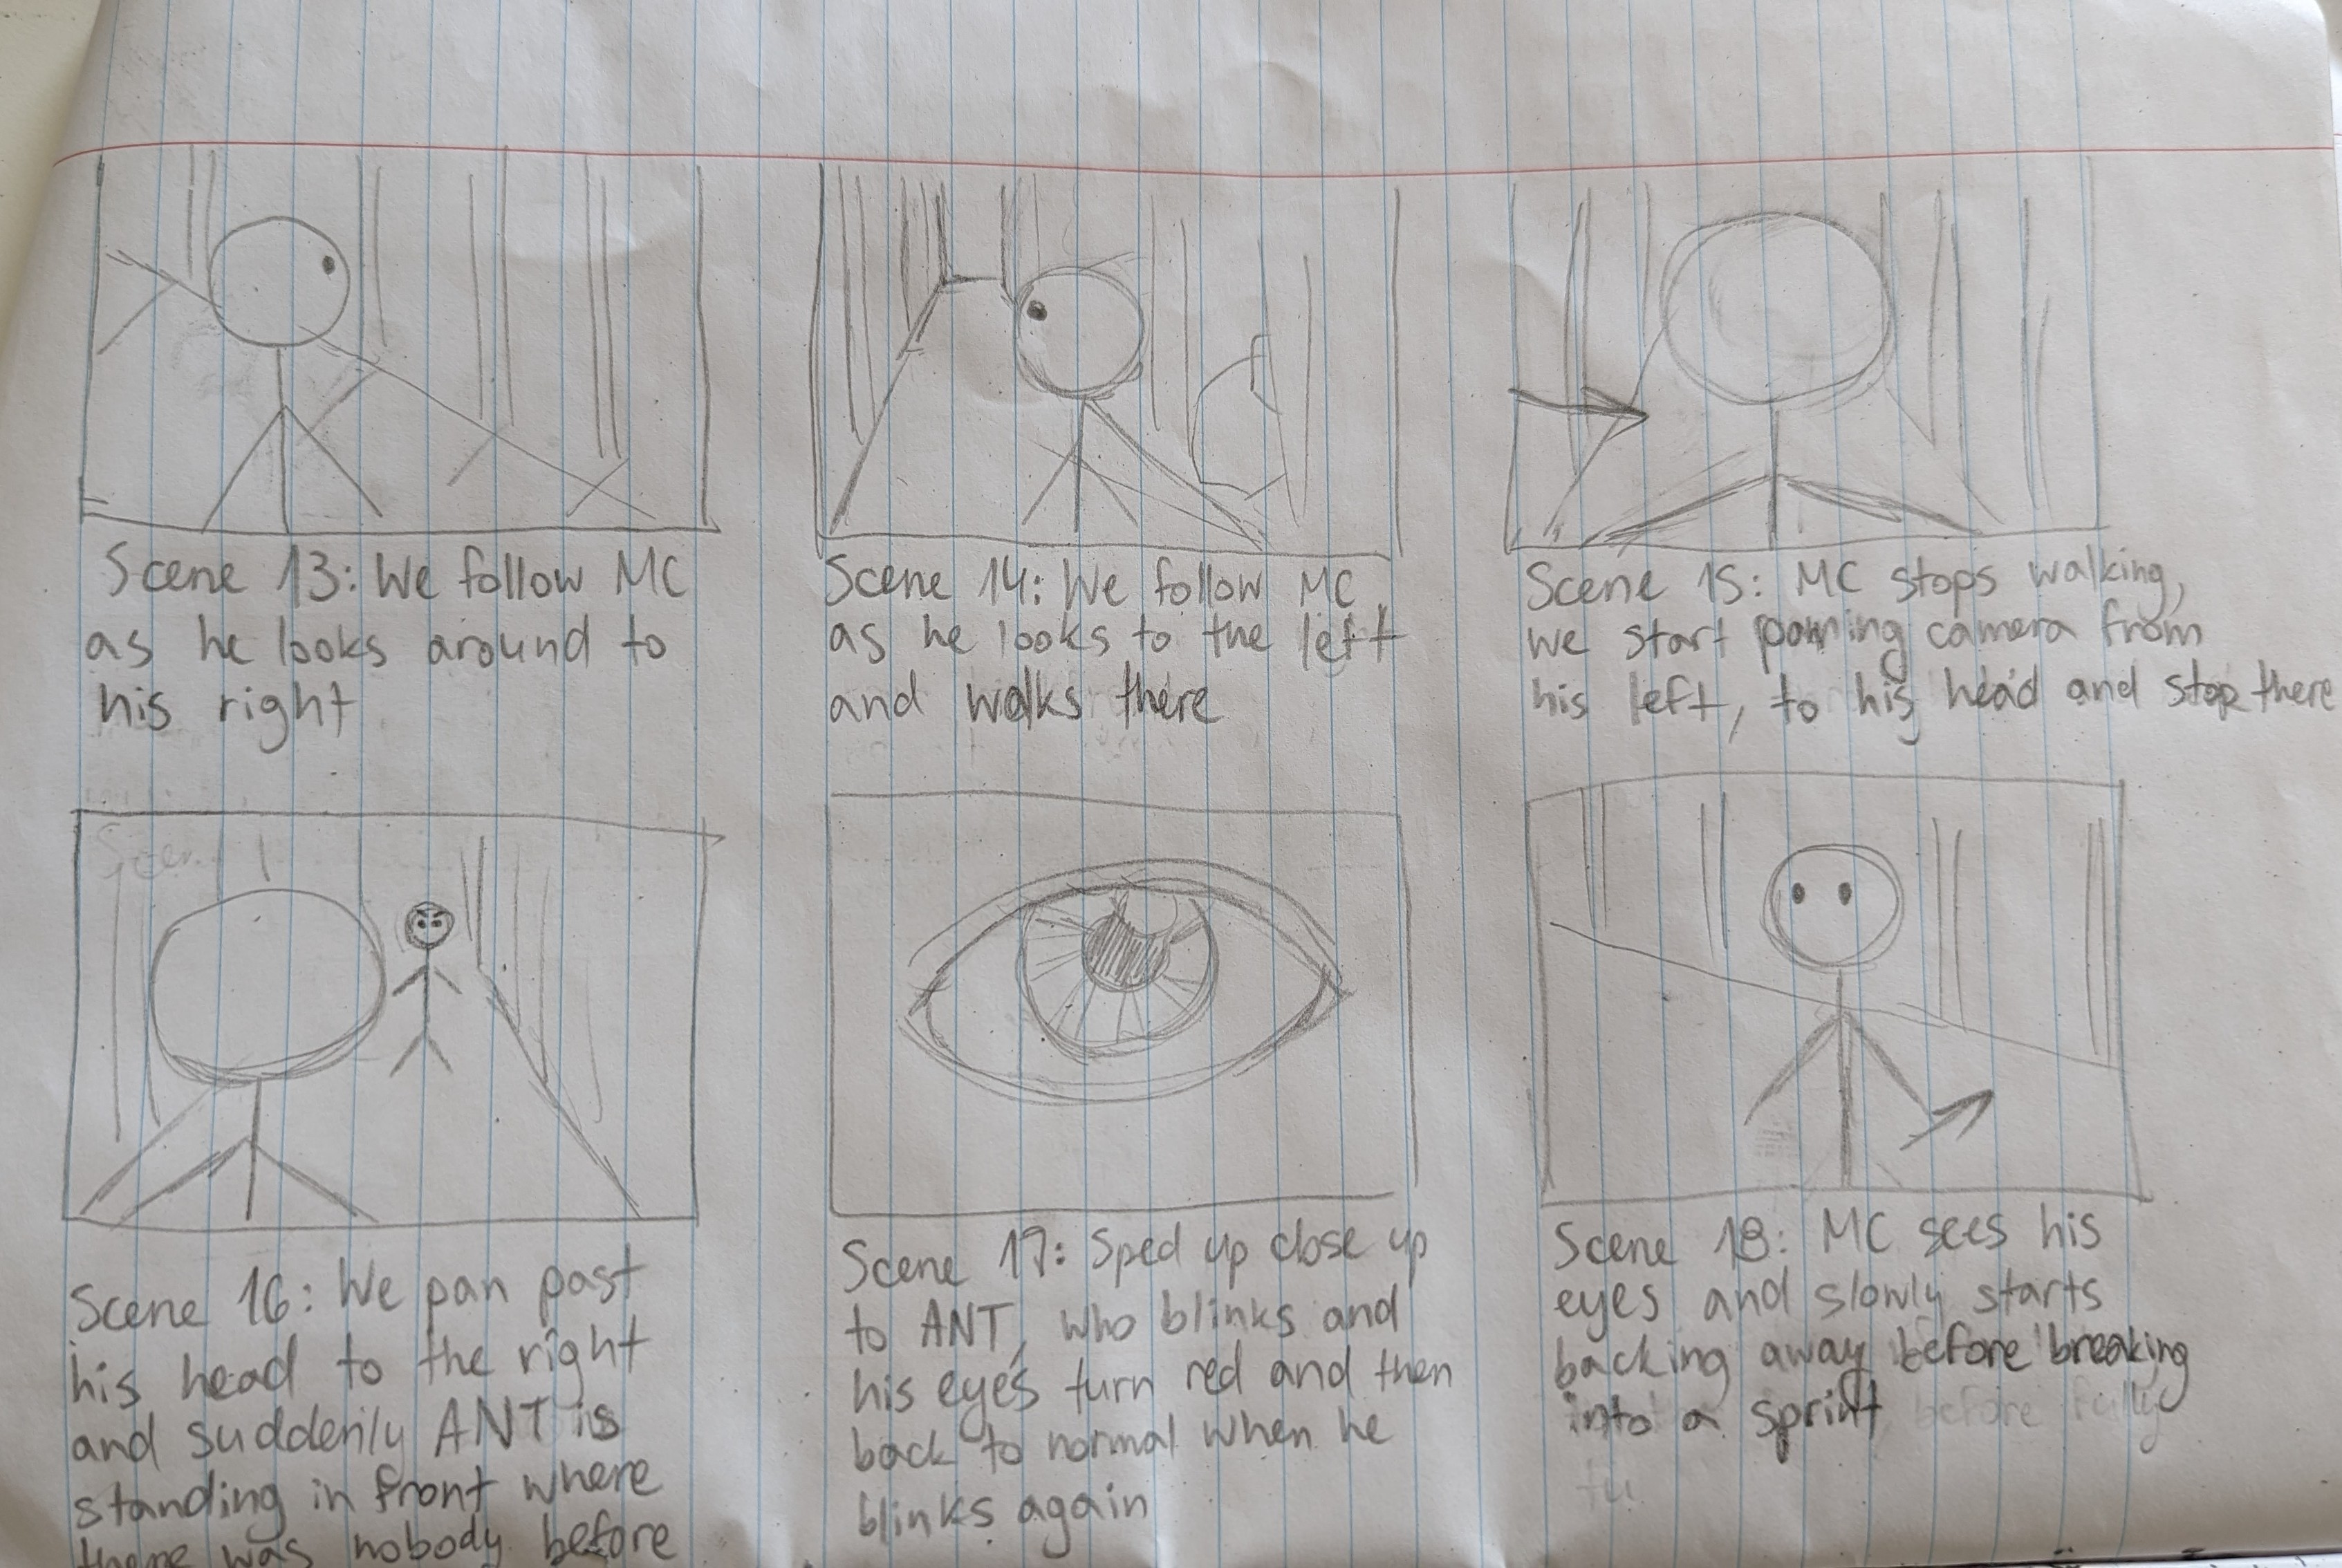 Scene 13: We follow MC
as he looks around to
his right
Scene 14: We follow MC
as he looks to the left
and walks there
Scene 15: MC stops walking,
we start panning camera from
his left, to his head and stop there
Scen
Scene 16: We pan past
his head to the right
and suddenly ANT is
standing in front where
there was nobody before
Scene 17: Sped up close up
to ANT, who blinks and
his eyes turn red and then
back to normal when he
blinks again
Scene 18: MC sees his
eyes and slowly starts
backing away before breaking
into a sprint before fully
tu